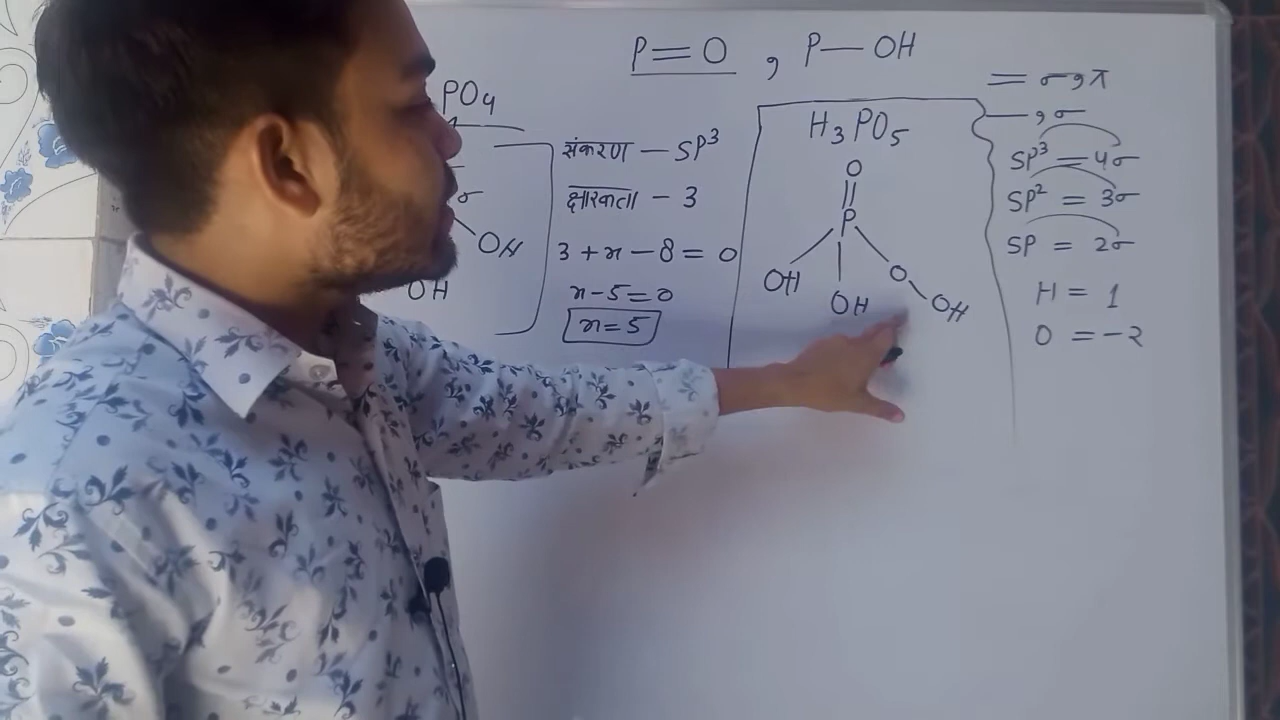 P=O , P—OH
PO₄
σ
OH
OH
संकरण — SP³
क्षारकता — 3
3+x-8=0
x-5=0
x=5
H₃PO₅
O
P
OH
OH
O
OH
= σ,π
— ,σ
SP³ = 4σ
SP² = 3σ
SP = 2σ
H = 1
O = -2